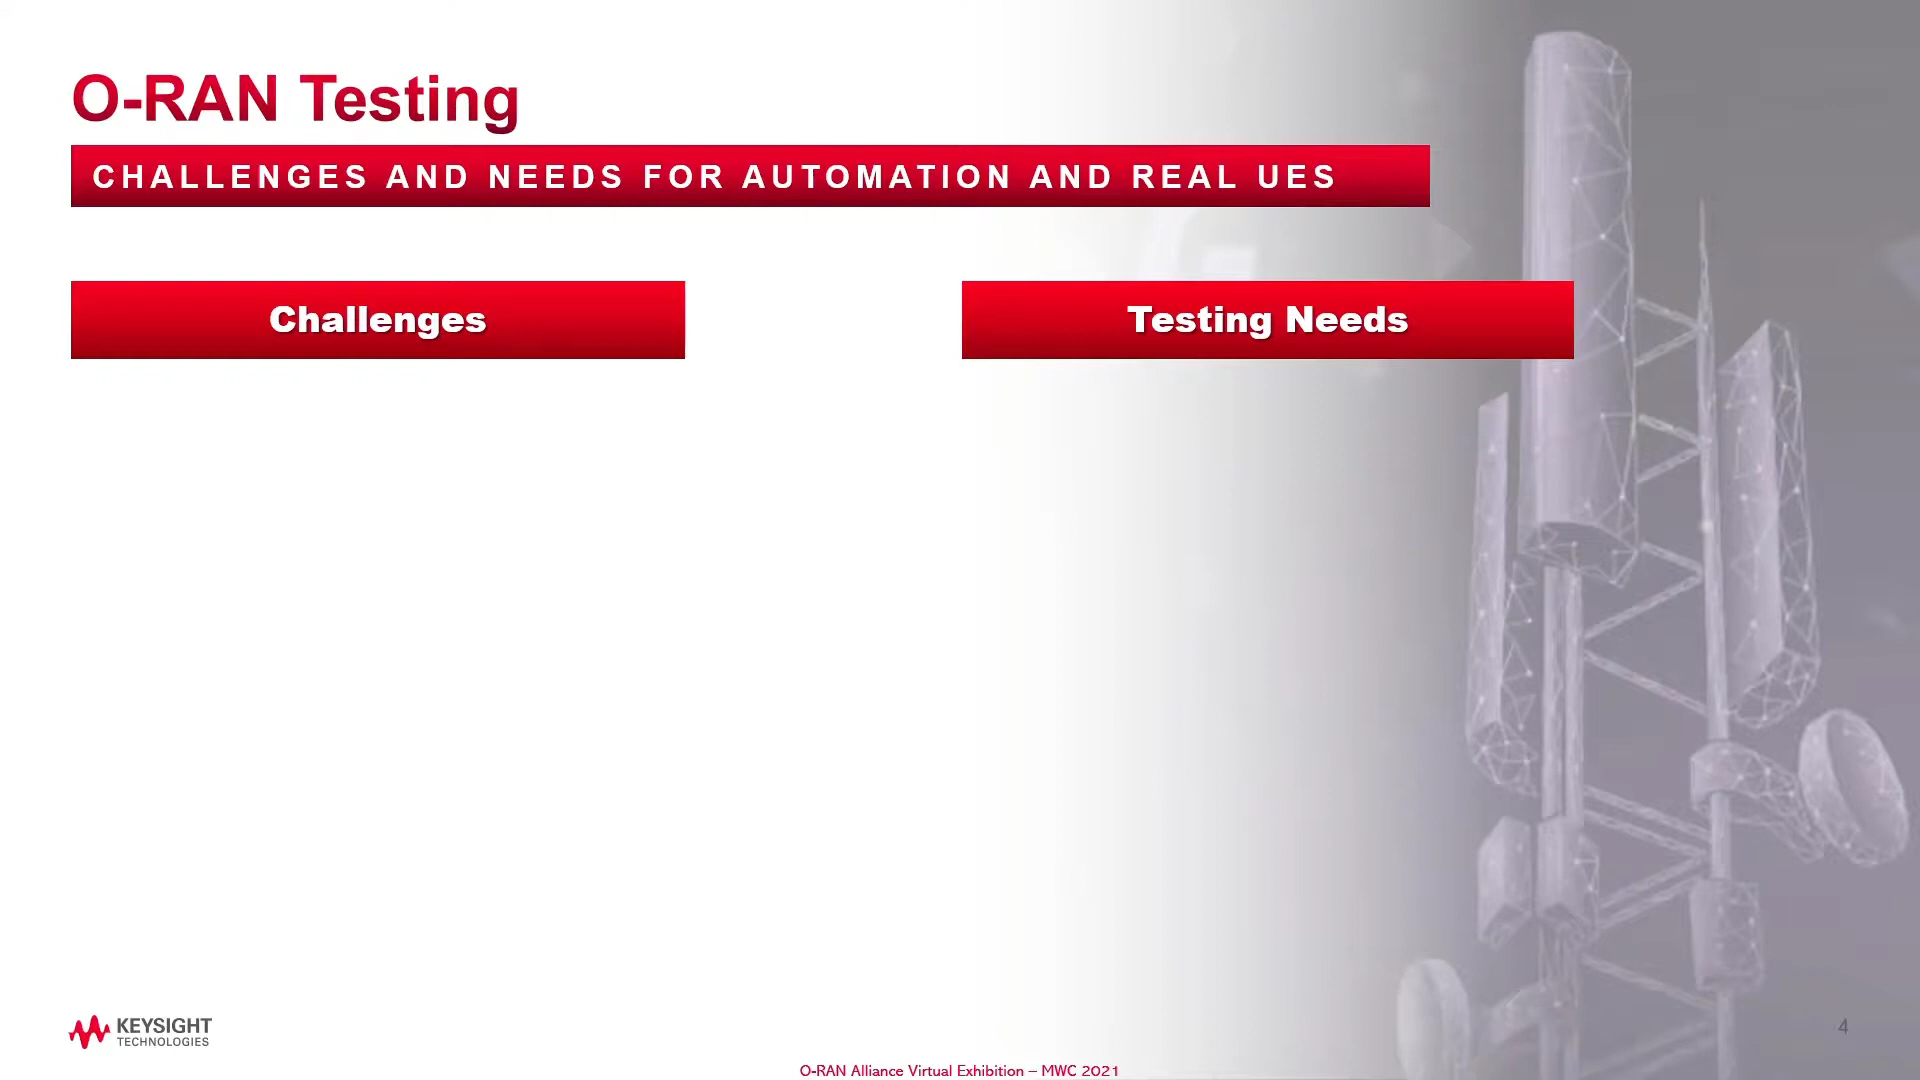 O-RAN Testing
CHALLENGES AND NEEDS FOR AUTOMATION AND REAL UES
Challenges
Testing Needs
KEYSIGHT
TECHNOLOGIES
4
O-RAN Alliance Virtual Exhibition – MWC 2021